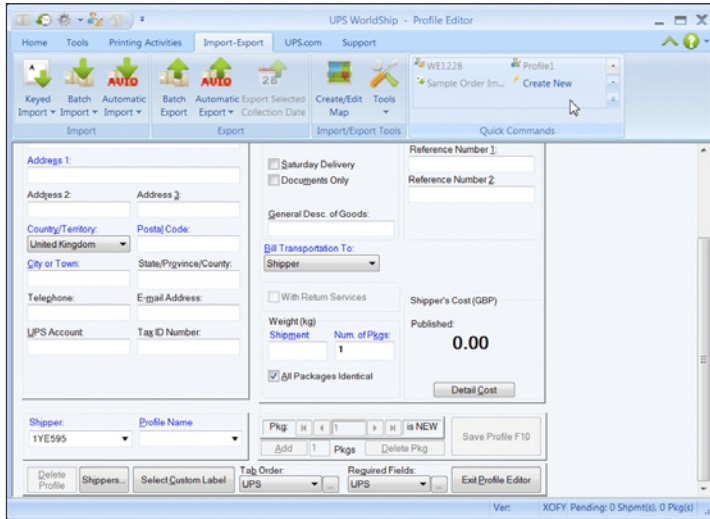 UPS WorldShip - Profile Editor
Home Tools Printing Activities Import-Export UPS.com Support
WE1228 Profile1
Sample Order Im... Create New
AUTO AUTO 28
Keyed Import Batch Import Automatic Import Batch Export Automatic Export Export Selected Collection Date Create/Edit Map Tools
Import Export Import/Export Tools Quick Commands
Reference Number 1:
Address 1:
Saturday Delivery
Documents Only
Reference Number 2:
Address 2: Address 3:
General Desc. of Goods:
Country/Territory: Postal Code:
United Kingdom
Bill Transportation To:
City or Town: State/Province/County:
Shipper
Telephone: E-mail Address:
With Return Services
Shipper's Cost (GBP)
UPS Account: Tax ID Number:
Weight (kg)
Shipment: Num. of Pkgs:
1
Published:
0.00
All Packages Identical
Detail Cost
Shipper: Profile Name
1YE595
Pkg: 1 is NEW
Add 1 Pkgs Delete Pkg
Save Profile F10
Delete Profile Shippers... Select Custom Label
Tab Order: Required Fields:
UPS ... UPS ...
Exit Profile Editor
Ver: XOFY Pending: 0 Shpmt(s), 0 Pkg(s)